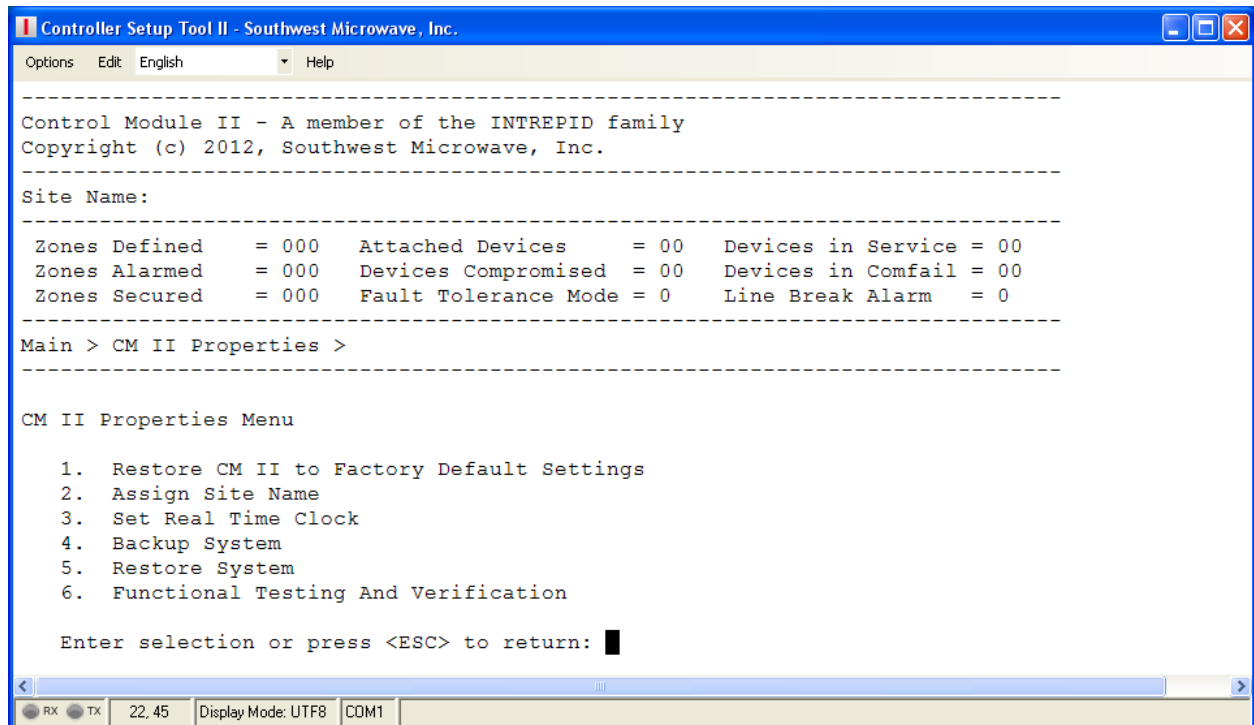 Controller Setup Tool II - Southwest Microwave, Inc.
Options Edit English Help
--------------------------------------------------------------------------------
Control Module II - A member of the INTREPID family
Copyright (c) 2012, Southwest Microwave, Inc.
--------------------------------------------------------------------------------
Site Name:
--------------------------------------------------------------------------------
Zones Defined = 000 Attached Devices = 00 Devices in Service = 00
Zones Alarmed = 000 Devices Compromised = 00 Devices in Comfail = 00
Zones Secured = 000 Fault Tolerance Mode = 0 Line Break Alarm = 0
--------------------------------------------------------------------------------
Main > CM II Properties >
--------------------------------------------------------------------------------
CM II Properties Menu
1. Restore CM II to Factory Default Settings
2. Assign Site Name
3. Set Real Time Clock
4. Backup System
5. Restore System
6. Functional Testing And Verification
Enter selection or press <ESC> to return:
RX TX 22, 45 Display Mode: UTF8 COM1